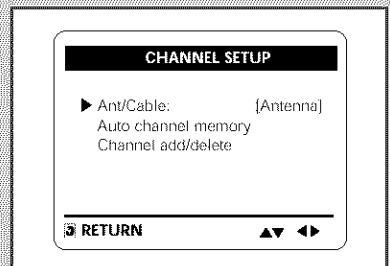 CHANNEL SETUP
▶ Ant/Cable: [Antenna]
Auto channel memory
Channel add/delete
RETURN ▲▼ ◀▶